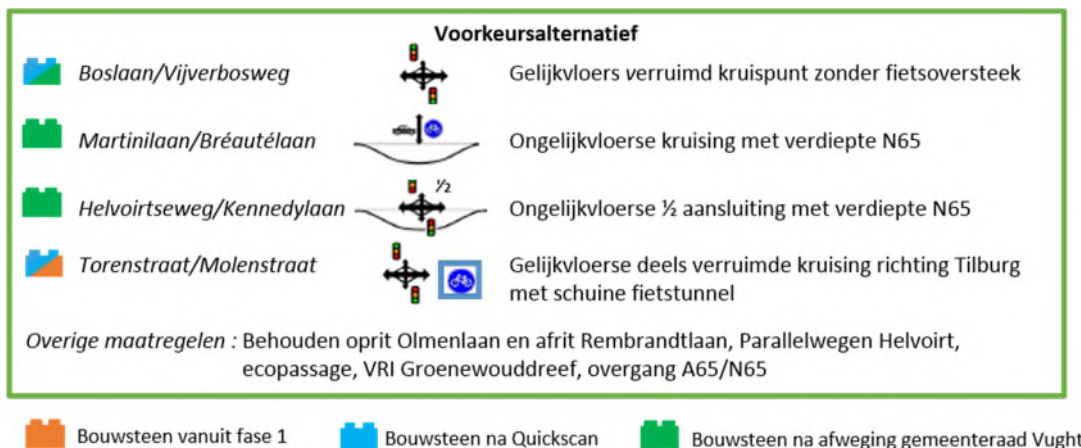 Voorkeursalternatief
Boslaan/Vijverbosweg Gelijkvloers verruimd kruispunt zonder fietsoversteek
Martinilaan/Bréautélaan Ongelijkvloerse kruising met verdiepte N65
Helvoirtseweg/Kennedylaan ½ Ongelijkvloerse ½ aansluiting met verdiepte N65
Torenstraat/Molenstraat Gelijkvloerse deels verruimde kruising richting Tilburg
met schuine fietstunnel
Overige maatregelen : Behouden oprit Olmenlaan en afrit Rembrandtlaan, Parallelwegen Helvoirt,
ecopassage, VRI Groenewouddreef, overgang A65/N65
Bouwsteen vanuit fase 1 Bouwsteen na Quickscan Bouwsteen na afweging gemeenteraad Vught